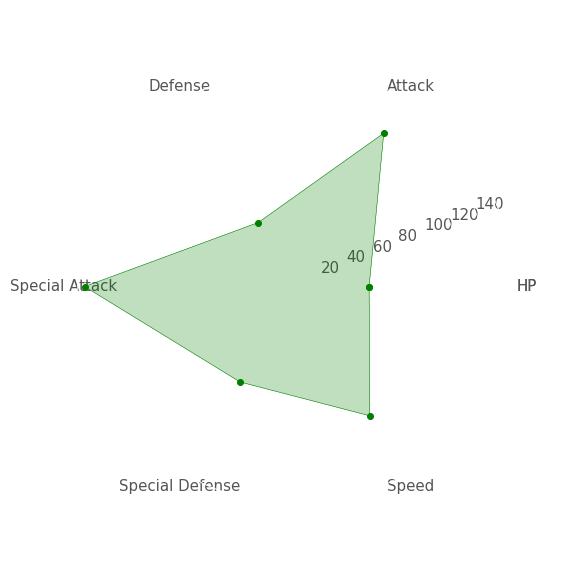 Defense
Attack
140
120
100
80
60
40
20
Special Attack
HP
Special Defense
Speed